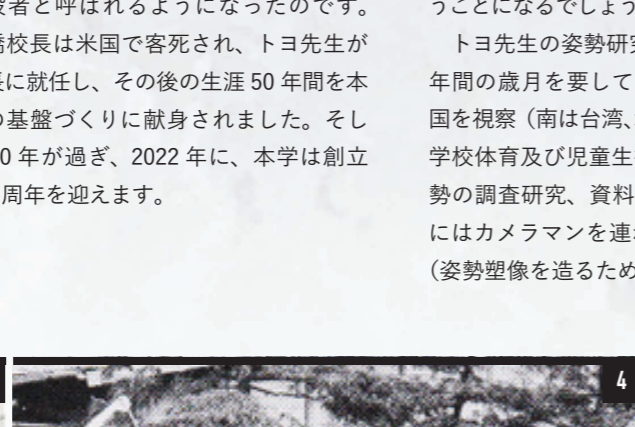 者と呼ばれるようになったのです。
校長は米国で客死され、トヨ先生が
に就任し、その後の生涯 50 年間を本
の基盤づくりに献身されました。そし
0 年が過ぎ、2022 年に、本学は創立
周年を迎えます。
うことになるでしょう
トヨ先生の姿勢研究
年間の歳月を要して
国を視察（南は台湾、
学校体育及び児童生
勢の調査研究、資料
にはカメラマンを連
（姿勢塑像を造るため
4